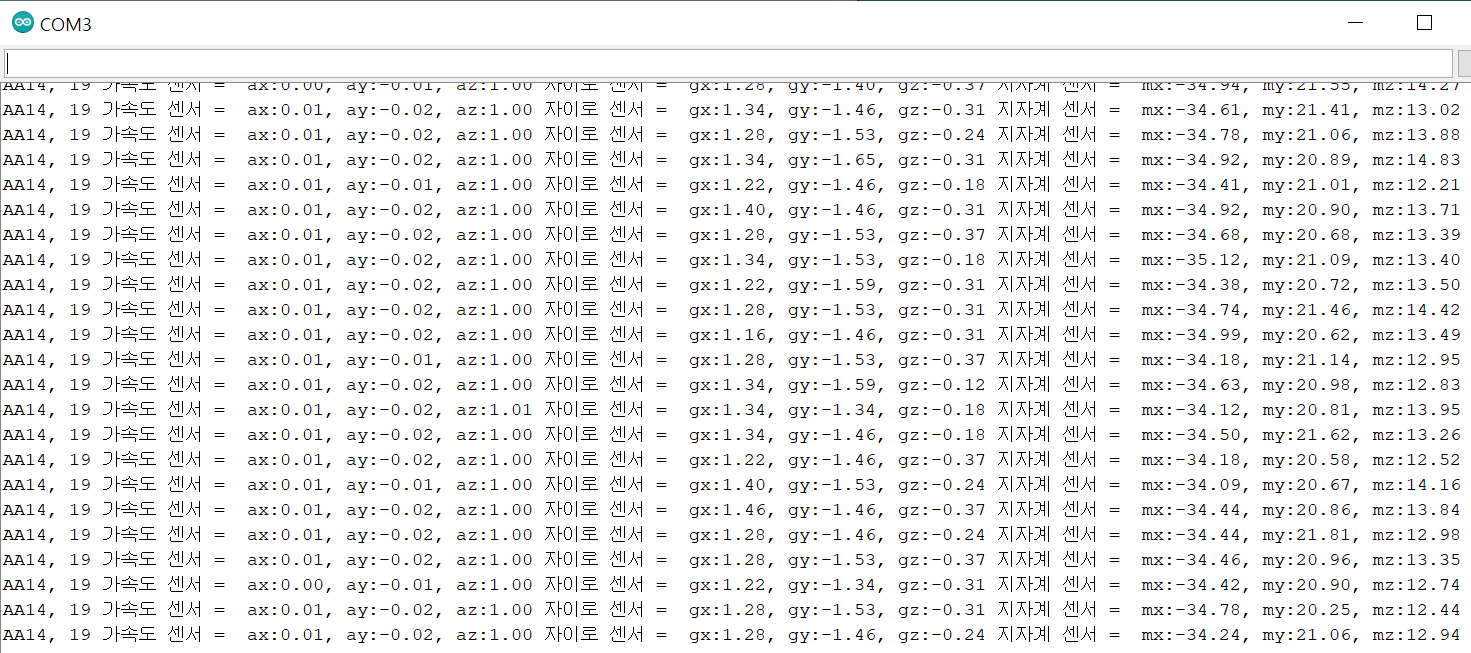 COM3
AA14, 19 가속도 센서 = ax:0.00, ay:-0.01, az:1.00 자이로 센서 = gx:1.28, gy:-1.40, gz:-0.37 지자계 센서 = mx:-34.94, my:21.55, mz:14.27
AA14, 19 가속도 센서 = ax:0.01, ay:-0.02, az:1.00 자이로 센서 = gx:1.34, gy:-1.46, gz:-0.31 지자계 센서 = mx:-34.61, my:21.41, mz:13.02
AA14, 19 가속도 센서 = ax:0.01, ay:-0.02, az:1.00 자이로 센서 = gx:1.28, gy:-1.53, gz:-0.24 지자계 센서 = mx:-34.78, my:21.06, mz:13.88
AA14, 19 가속도 센서 = ax:0.01, ay:-0.02, az:1.00 자이로 센서 = gx:1.34, gy:-1.65, gz:-0.31 지자계 센서 = mx:-34.92, my:20.89, mz:14.83
AA14, 19 가속도 센서 = ax:0.01, ay:-0.01, az:1.00 자이로 센서 = gx:1.22, gy:-1.46, gz:-0.18 지자계 센서 = mx:-34.41, my:21.01, mz:12.21
AA14, 19 가속도 센서 = ax:0.01, ay:-0.02, az:1.00 자이로 센서 = gx:1.40, gy:-1.46, gz:-0.31 지자계 센서 = mx:-34.92, my:20.90, mz:13.71
AA14, 19 가속도 센서 = ax:0.01, ay:-0.02, az:1.00 자이로 센서 = gx:1.28, gy:-1.53, gz:-0.37 지자계 센서 = mx:-34.68, my:20.68, mz:13.39
AA14, 19 가속도 센서 = ax:0.01, ay:-0.02, az:1.00 자이로 센서 = gx:1.34, gy:-1.53, gz:-0.18 지자계 센서 = mx:-35.12, my:21.09, mz:13.40
AA14, 19 가속도 센서 = ax:0.01, ay:-0.02, az:1.00 자이로 센서 = gx:1.22, gy:-1.59, gz:-0.31 지자계 센서 = mx:-34.38, my:20.72, mz:13.50
AA14, 19 가속도 센서 = ax:0.01, ay:-0.02, az:1.00 자이로 센서 = gx:1.28, gy:-1.53, gz:-0.31 지자계 센서 = mx:-34.74, my:21.46, mz:14.42
AA14, 19 가속도 센서 = ax:0.01, ay:-0.02, az:1.00 자이로 센서 = gx:1.16, gy:-1.46, gz:-0.31 지자계 센서 = mx:-34.99, my:20.62, mz:13.49
AA14, 19 가속도 센서 = ax:0.01, ay:-0.01, az:1.00 자이로 센서 = gx:1.28, gy:-1.53, gz:-0.37 지자계 센서 = mx:-34.18, my:21.14, mz:12.95
AA14, 19 가속도 센서 = ax:0.01, ay:-0.02, az:1.00 자이로 센서 = gx:1.34, gy:-1.59, gz:-0.12 지자계 센서 = mx:-34.63, my:20.98, mz:12.83
AA14, 19 가속도 센서 = ax:0.01, ay:-0.02, az:1.01 자이로 센서 = gx:1.34, gy:-1.34, gz:-0.18 지자계 센서 = mx:-34.12, my:20.81, mz:13.95
AA14, 19 가속도 센서 = ax:0.01, ay:-0.02, az:1.00 자이로 센서 = gx:1.34, gy:-1.46, gz:-0.18 지자계 센서 = mx:-34.50, my:21.62, mz:13.26
AA14, 19 가속도 센서 = ax:0.01, ay:-0.02, az:1.00 자이로 센서 = gx:1.22, gy:-1.46, gz:-0.37 지자계 센서 = mx:-34.18, my:20.58, mz:12.52
AA14, 19 가속도 센서 = ax:0.01, ay:-0.01, az:1.00 자이로 센서 = gx:1.40, gy:-1.53, gz:-0.24 지자계 센서 = mx:-34.09, my:20.67, mz:14.16
AA14, 19 가속도 센서 = ax:0.01, ay:-0.02, az:1.00 자이로 센서 = gx:1.46, gy:-1.46, gz:-0.37 지자계 센서 = mx:-34.44, my:20.86, mz:13.84
AA14, 19 가속도 센서 = ax:0.01, ay:-0.02, az:1.00 자이로 센서 = gx:1.28, gy:-1.46, gz:-0.24 지자계 센서 = mx:-34.44, my:21.81, mz:12.98
AA14, 19 가속도 센서 = ax:0.01, ay:-0.02, az:1.00 자이로 센서 = gx:1.28, gy:-1.53, gz:-0.37 지자계 센서 = mx:-34.46, my:20.96, mz:13.35
AA14, 19 가속도 센서 = ax:0.00, ay:-0.01, az:1.00 자이로 센서 = gx:1.22, gy:-1.34, gz:-0.31 지자계 센서 = mx:-34.42, my:20.90, mz:12.74
AA14, 19 가속도 센서 = ax:0.01, ay:-0.02, az:1.00 자이로 센서 = gx:1.28, gy:-1.53, gz:-0.31 지자계 센서 = mx:-34.78, my:20.25, mz:12.44
AA14, 19 가속도 센서 = ax:0.01, ay:-0.02, az:1.00 자이로 센서 = gx:1.28, gy:-1.46, gz:-0.24 지자계 센서 = mx:-34.24, my:21.06, mz:12.94